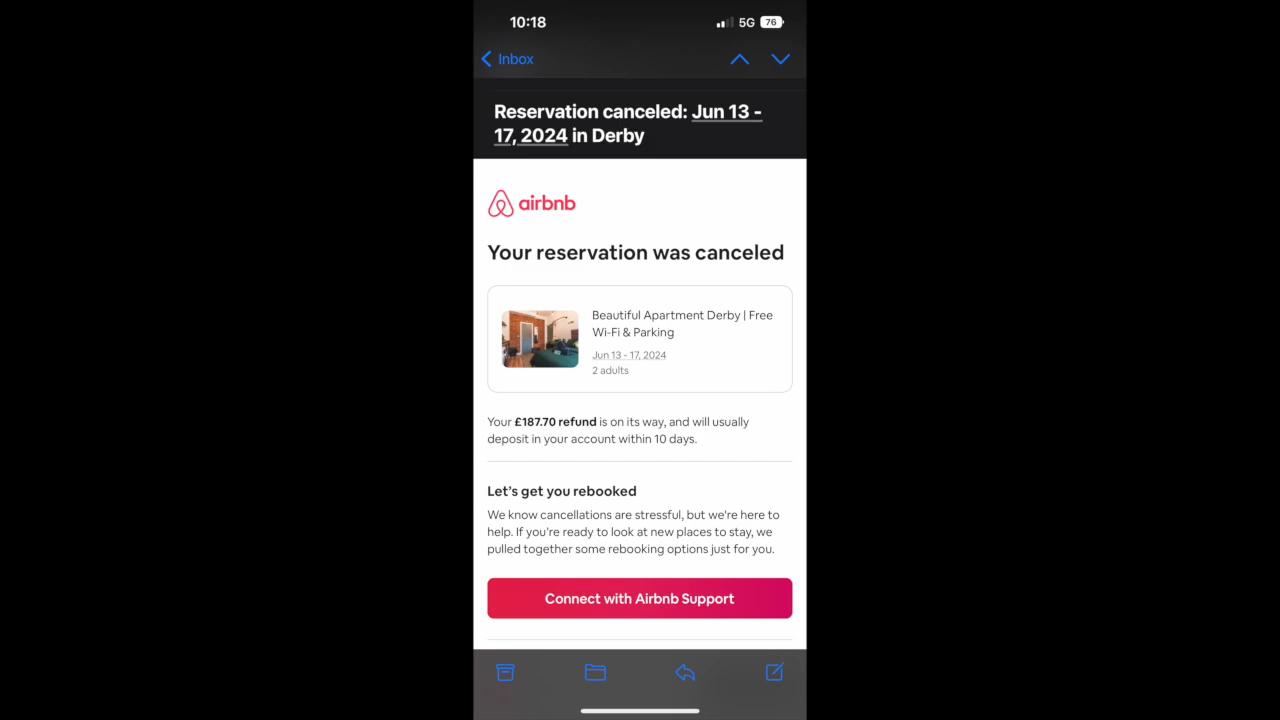 10:18
5G 76
Inbox
Reservation canceled: Jun 13 -
17, 2024 in Derby
airbnb
Your reservation was canceled
Beautiful Apartment Derby | Free
Wi-Fi & Parking
Jun 13 - 17, 2024
2 adults
Your £187.70 refund is on its way, and will usually
deposit in your account within 10 days.
Let's get you rebooked
We know cancellations are stressful, but we're here to
help. If you're ready to look at new places to stay, we
pulled together some rebooking options just for you.
Connect with Airbnb Support